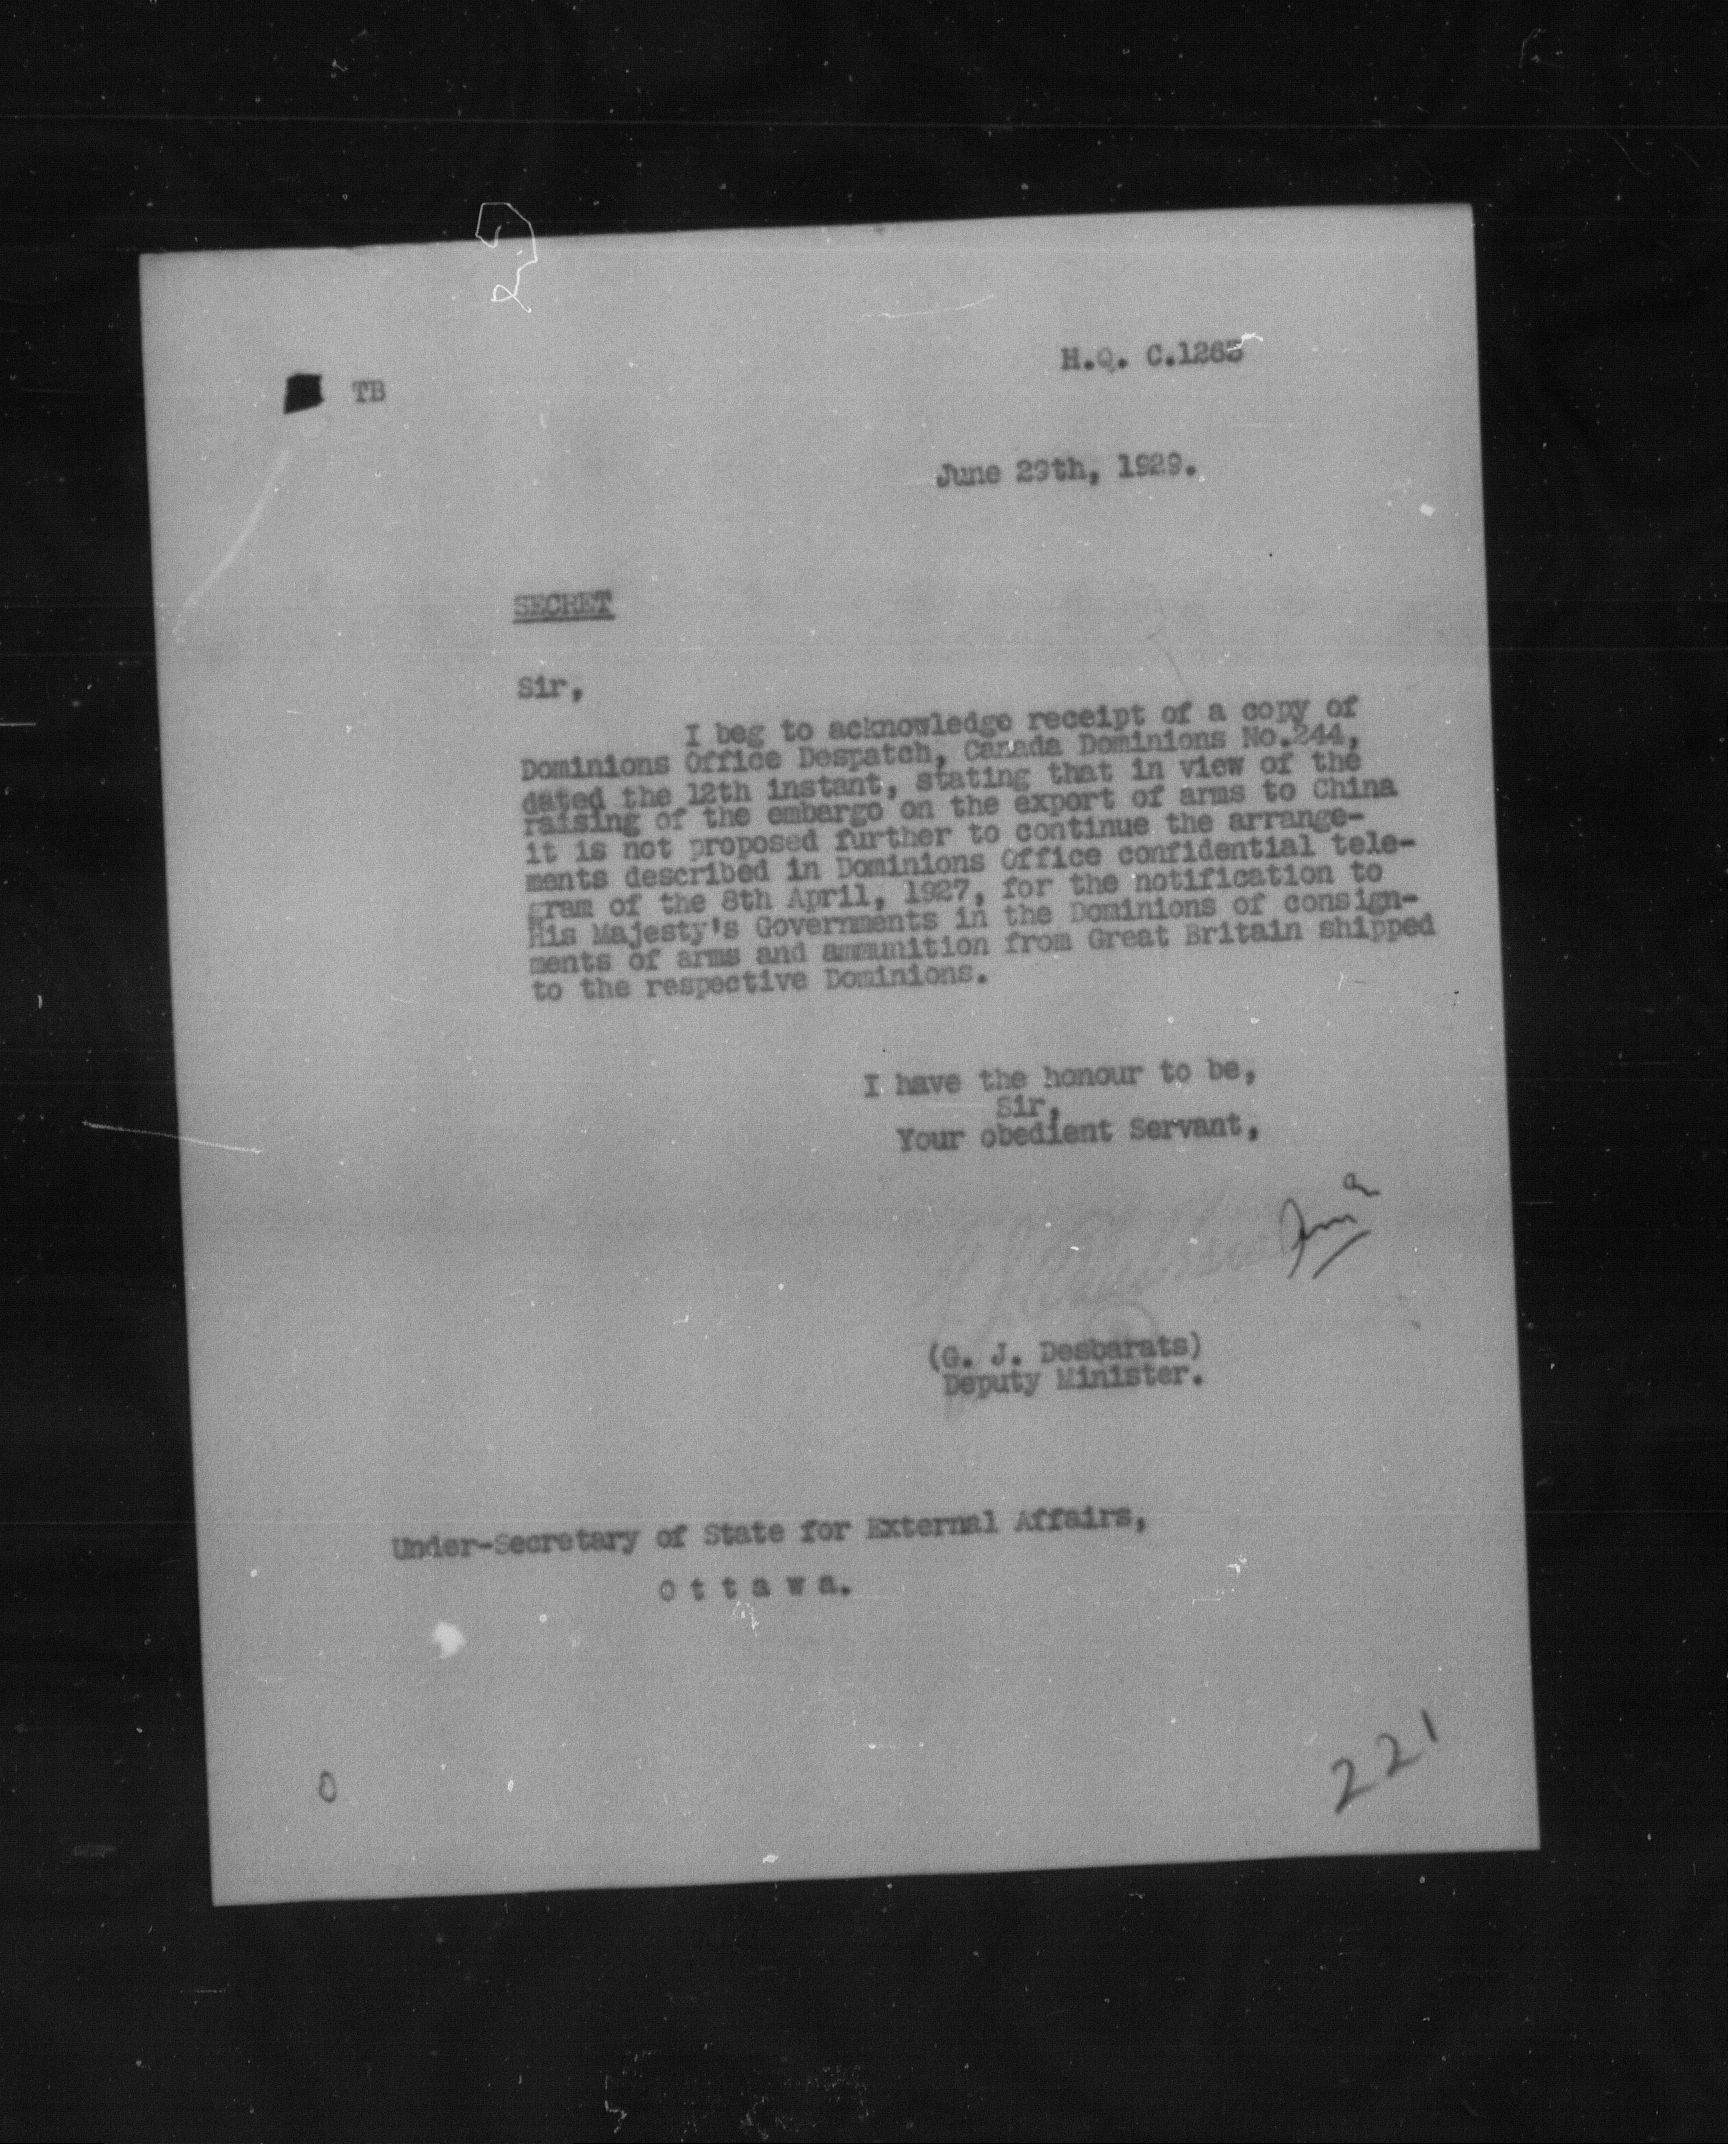 H.Q. C.1263
TB
June 29th, 1929.
SECRET
Sir,
I beg to acknowledge receipt of a copy of
Dominions Office Despatch, Canada Dominions No.244,
dated the 12th instant, stating that in view of the
raising of the embargo on the export of arms to China
it is not proposed further to continue the arrange-
ments described in Dominions Office confidential tele-
gram of the 8th April, 1927, for the notification to
His Majesty's Governments in the Dominions of consign-
ments of arms and ammunition from Great Britain shipped
to the respective Dominions.
I have the honour to be,
Sir,
Your obedient Servant,
(G. J. Desbarats)
Deputy Minister.
Under-Secretary of State for External Affairs,
O t t a w a.
221